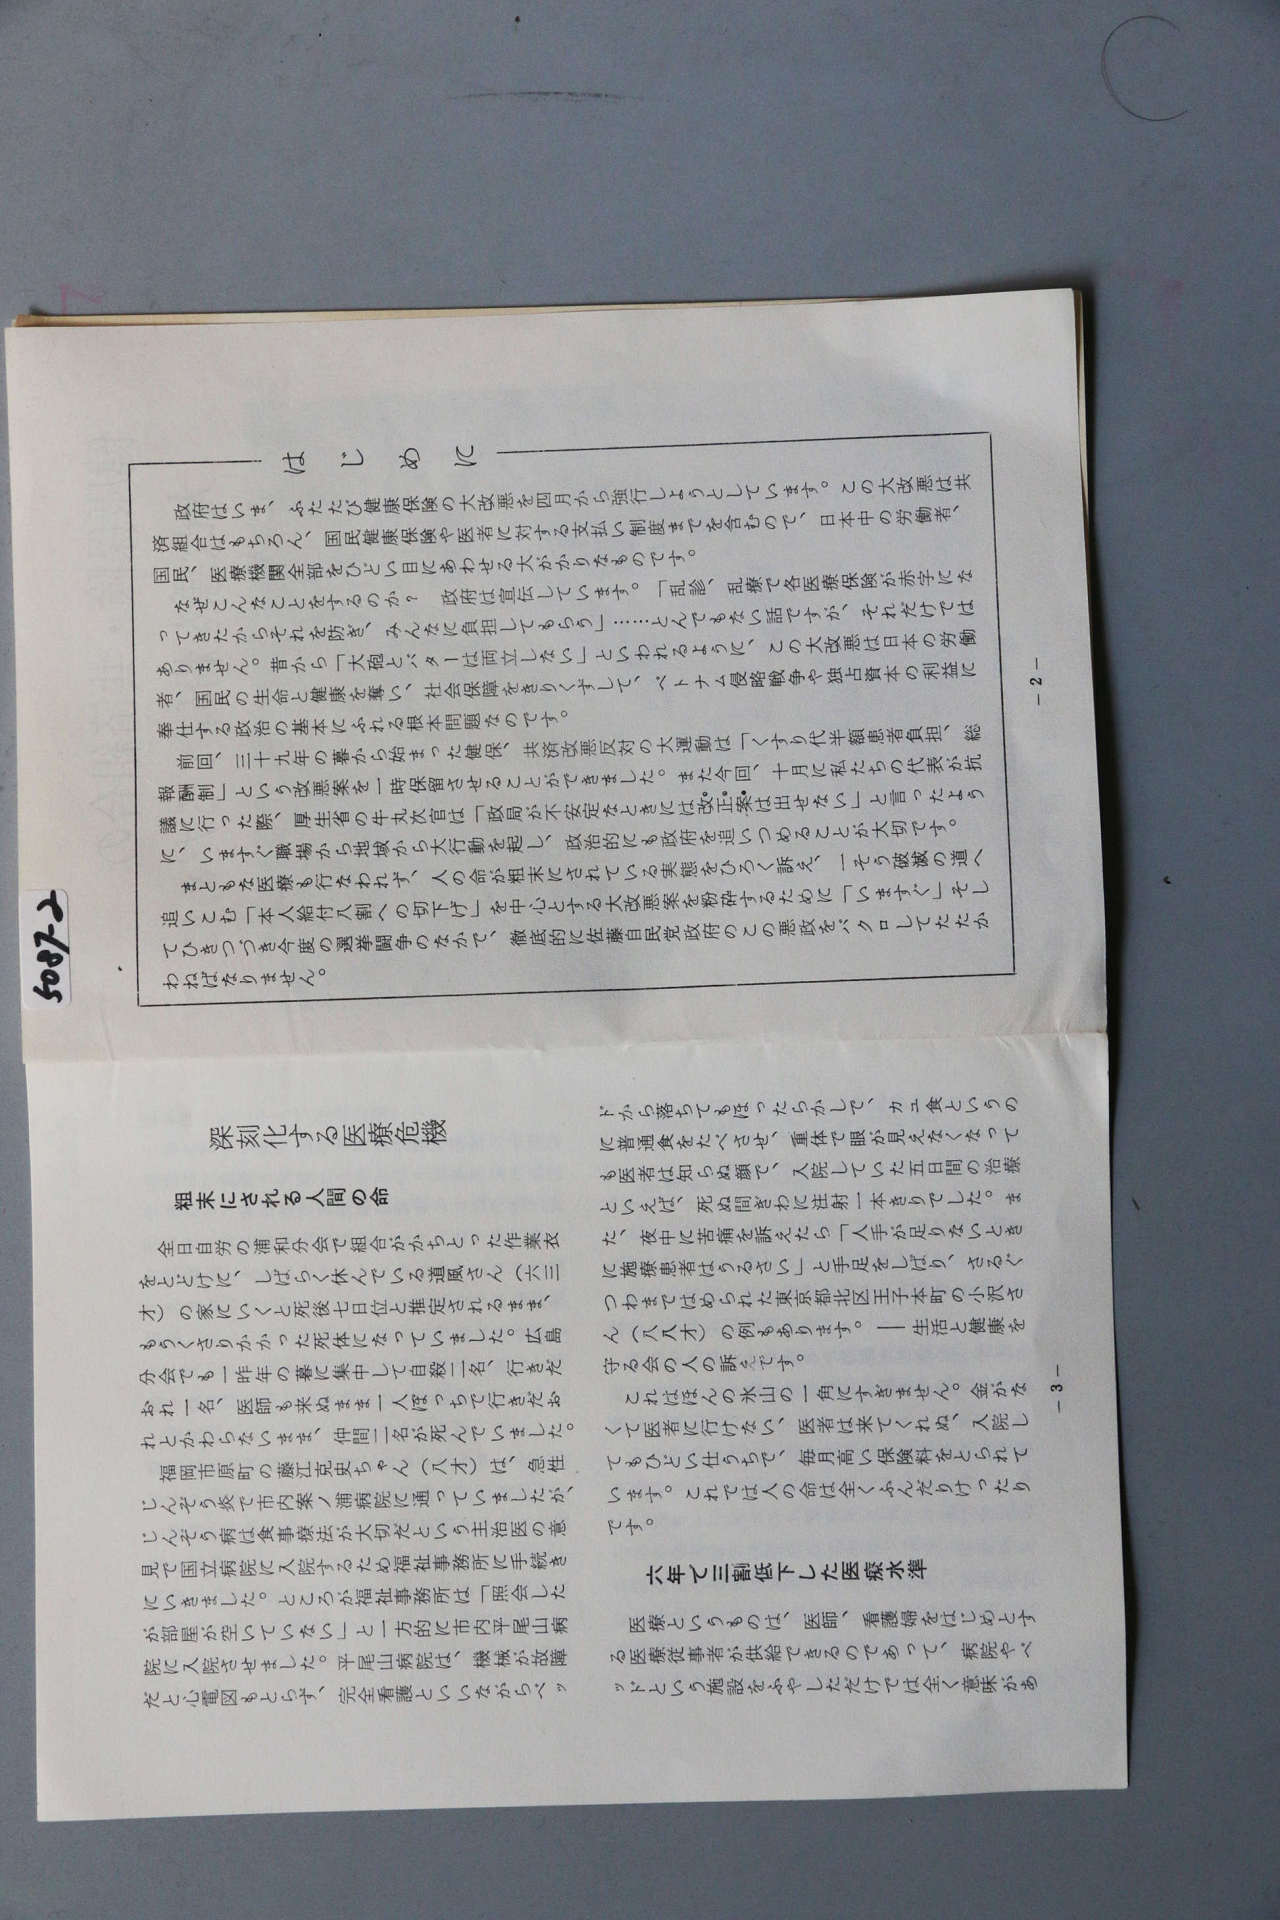 5087-2
はじめに
政府はいま、ふたたび健康保険の大改悪を四月から強行しようとしています。この大改悪は共
済組合はもちろん、国民健康保険や医者に対する支払い制度までを含むので、日本中の労働者、
国民、医療機関全部をひどい目にあわせる大がかりなものです。
なぜこんなことをするのか？　政府は宣伝しています。「乱診、乱療で各医療保険が赤字にな
ってきたからそれを防ぎ、みんなに負担してもらう」……とんでもない話ですが、それだけでは
ありません。昔から「大砲とバターは両立しない」といわれるように、この大改悪は日本の労働
者、国民の生命と健康を奪い、社会保障をきりくずして、ベトナム侵略戦争や独占資本の利益に
奉仕する政治の基本にふれる根本問題なのです。
前回、三十九年の暮から始まった健保、共済改悪反対の大運動は「くすり代半額患者負担、総
報酬制」という改悪案を一時保留させることができました。また今回、十月に私たちの代表が抗
議に行った際、厚生省の牛丸次官は「政局が不安定なときには改正案は出せない」と言ったよう
に、いますぐ職場から地域から大行動を起し、政治的にも政府を追いつめることが大切です。
まともな医療も行なわれず、人の命が粗末にされている実態をひろく訴え、一そう破滅の道へ
追いこむ「本人給付八割への切下げ」を中心とする大改悪案を粉砕するために「いますぐ」そし
てひきつづき今度の選挙闘争のなかで、徹底的に佐藤自民党政府のこの悪政をバクロしてたたか
わねばなりません。
－2－
深刻化する医療危機
粗末にされる人間の命
全日自労の浦和分会で組合がかちとった作業衣
をとどけに、しばらく休んでいる道風さん（六三
才）の家にいくと死後七日位と推定されるまま、
もうくさりかかった死体になっていました。広島
分会でも一昨年の暮に集中して自殺二名、行きだ
おれ一名、医師も来ぬまま一人ぽっちで行きだお
れとかわらないまま、仲間二名が死んでいました。
福岡市原町の藤江克史ちゃん（八才）は、急性
じんぞう炎で市内案ノ浦病院に通っていましたが、
じんぞう病は食事療法が大切だという主治医の意
見で国立病院に入院するため福祉事務所に手続き
にいきました。ところが福祉事務所は「照会した
が部屋が空いていない」と一方的に市内平尾山病
院に入院させました。平尾山病院は、機械が故障
だと心電図もとらず、完全看護といいながらベッ
ドから落ちてもほったらかしで、カユ食というの
に普通食をたべさせ、重体で眼が見えなくなって
も医者は知らぬ顔で、入院していた五日間の治療
といえば、死ぬ間ぎわに注射一本きりでした。ま
た、夜中に苦痛を訴えたら「人手が足りないとき
に施療患者はうるさい」と手足をしばり、さるぐ
つわまではめられた東京都北区王子本町の小沢さ
ん（八八才）の例もあります。――生活と健康を
守る会の人の訴えです。
これはほんの氷山の一角にすぎません。金がな
くて医者に行けない、医者は来てくれぬ、入院し
てもひどい仕うちで、毎月高い保険料をとられて
います。これでは人の命は全くふんだりけったり
です。
六年で三割低下した医療水準
医療というものは、医師、看護婦をはじめとす
る医療従事者が供給できるのであって、病院やベ
ッドという施設をふやしただけでは全く意味があ
－3－